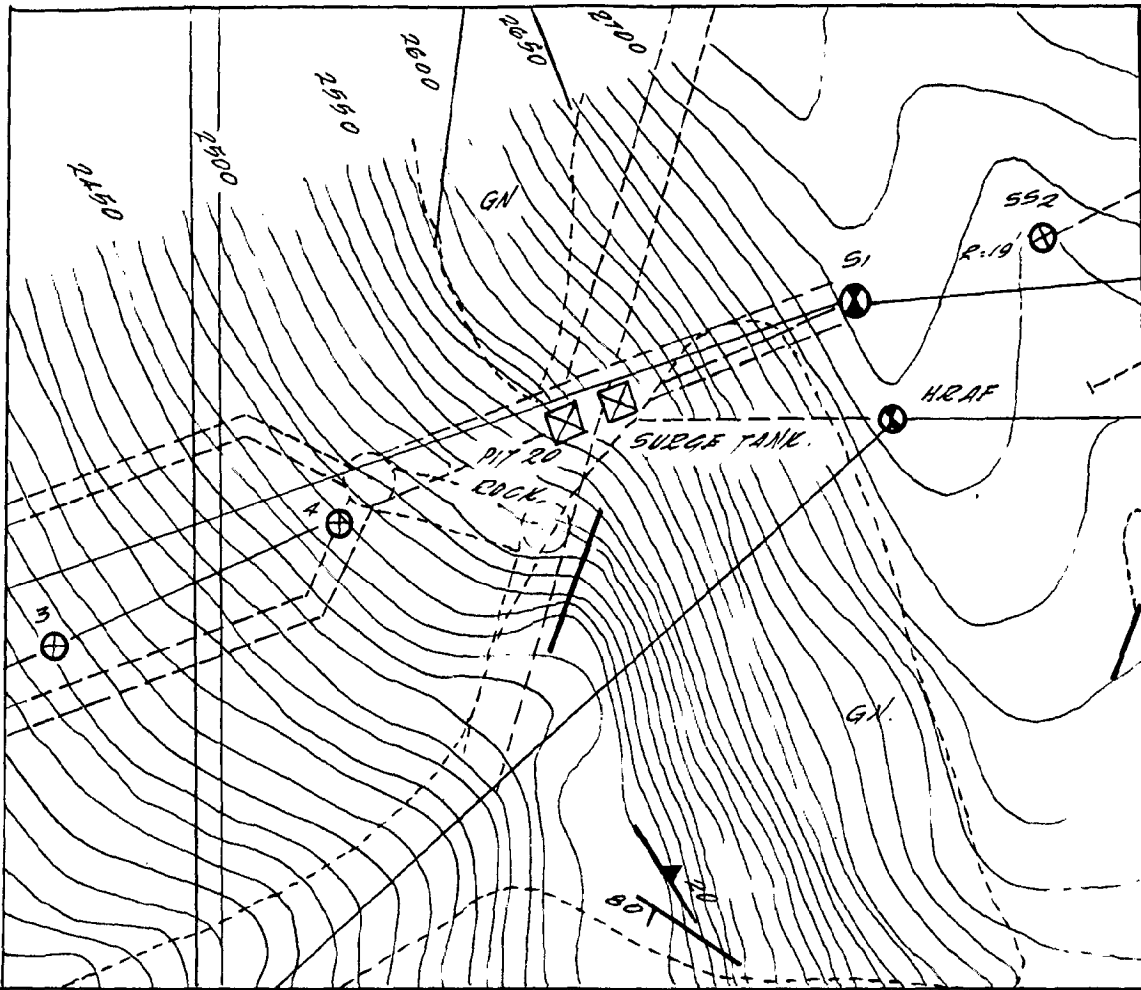 2450
2500
2550
2600
2650
2700
GN
SS2
R=19
S1
HRAF
SURGE TANK.
PIT 20
ROCK.
4
3
GN.
80
70